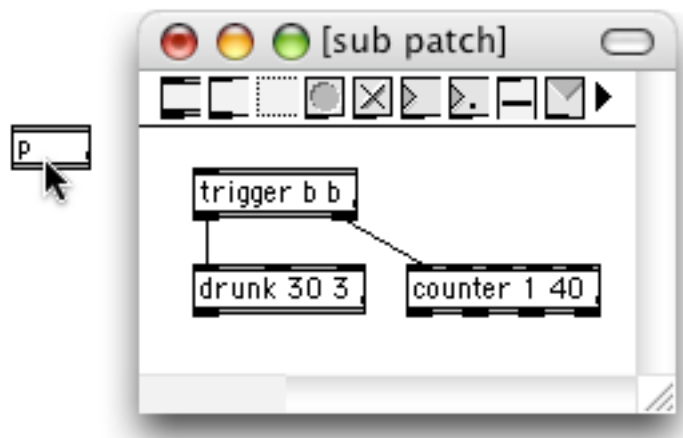 [sub patch]
p
trigger b b
drunk 30 3
counter 1 40